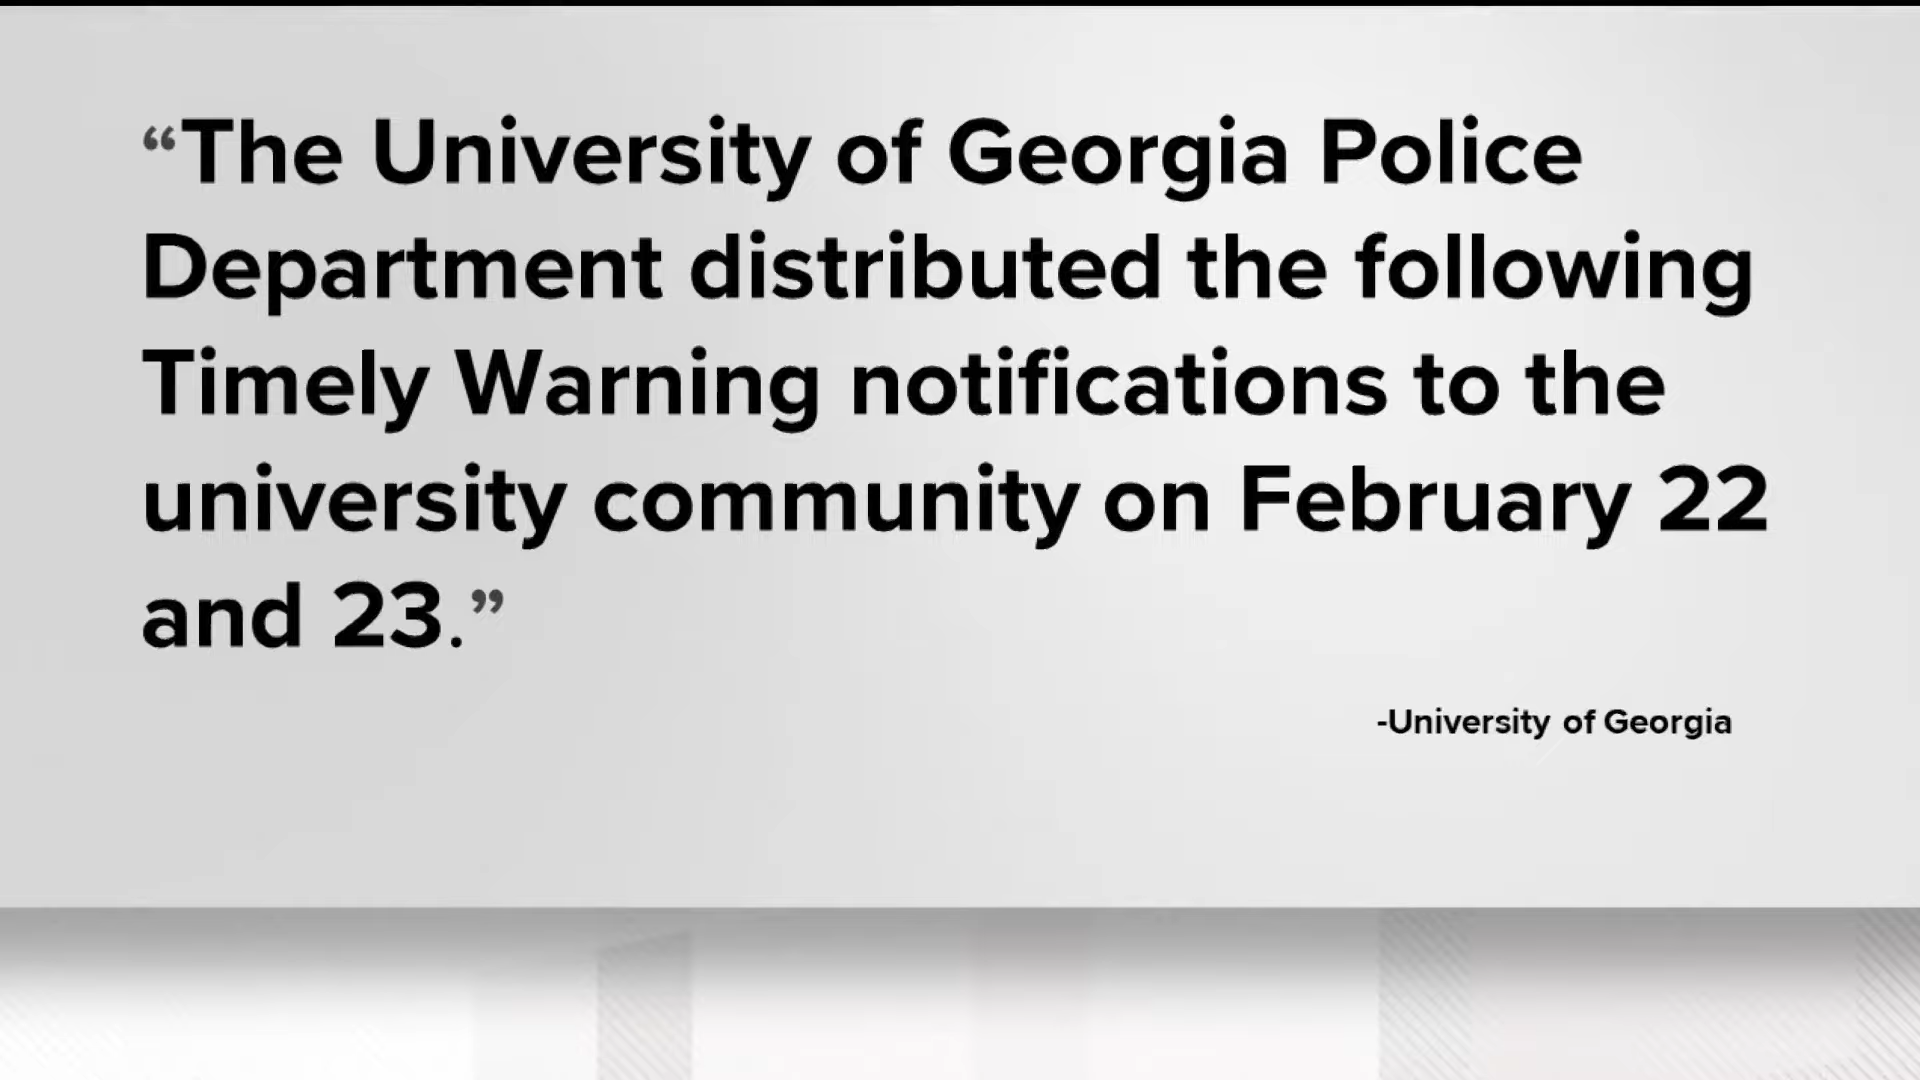 “The University of Georgia Police
Department distributed the following
Timely Warning notifications to the
university community on February 22
and 23.”
-University of Georgia